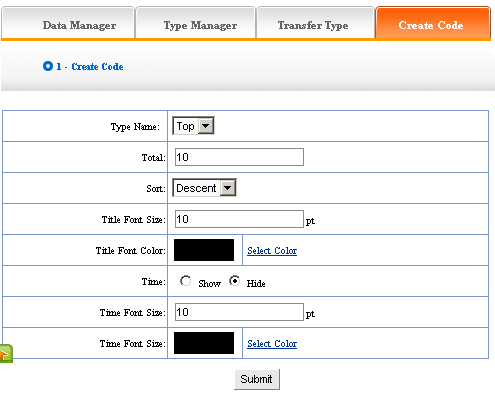 Data Manager Type Manager Transfer Type Create Code
1 - Create Code
Type Name: Top
Total: 10
Sort: Descent
Title Font Size: 10 pt
Title Font Color: Select Color
Time: Show Hide
Time Font Size: 10 pt
Time Font Size: Select Color
Submit